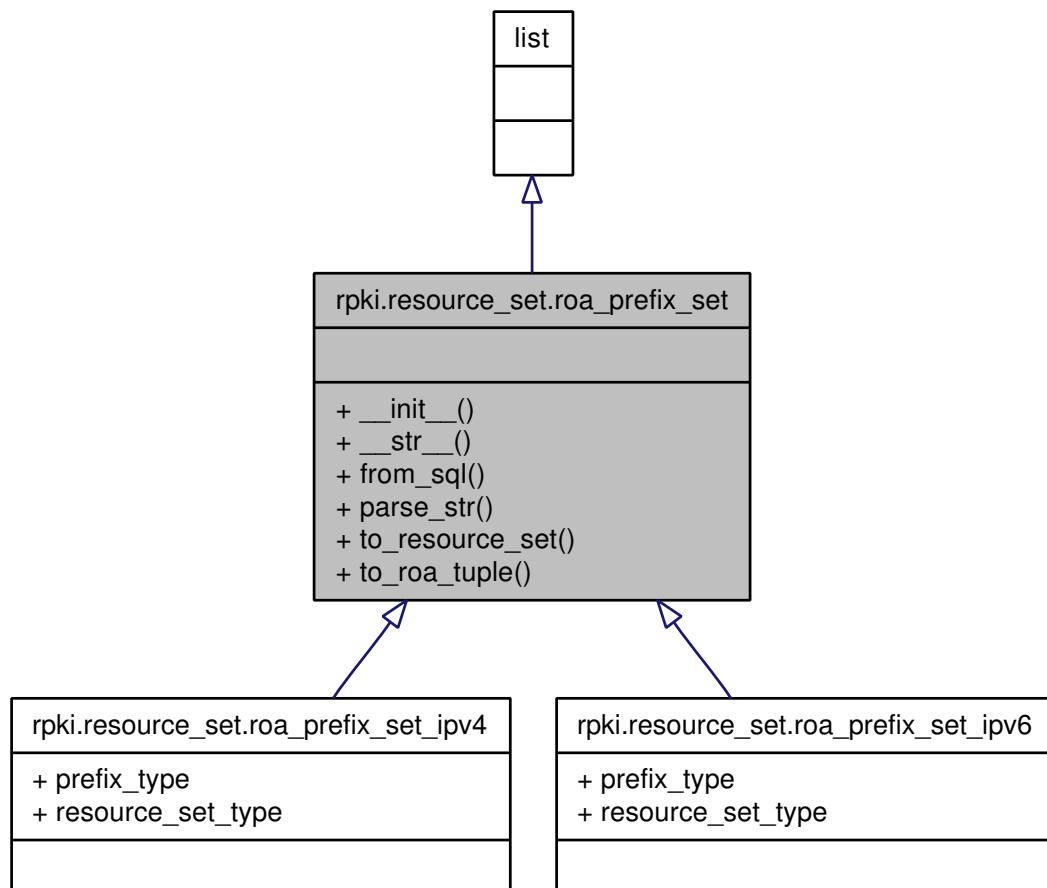 list
rpki.resource_set.roa_prefix_set
+ __init__()
+ __str__()
+ from_sql()
+ parse_str()
+ to_resource_set()
+ to_roa_tuple()
rpki.resource_set.roa_prefix_set_ipv4
+ prefix_type
+ resource_set_type
rpki.resource_set.roa_prefix_set_ipv6
+ prefix_type
+ resource_set_type